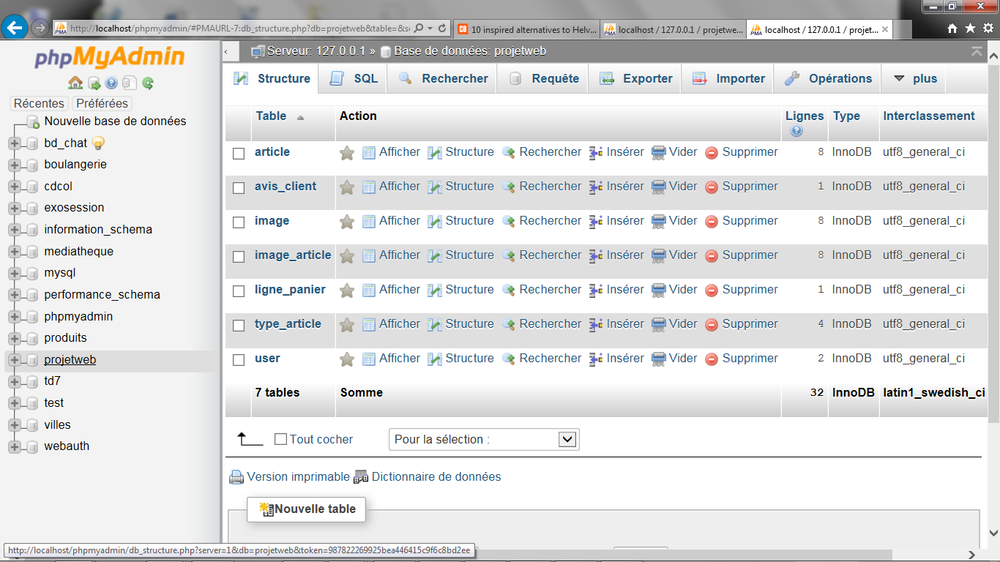 http://localhost/phpmyadmin/#PMAURL-7:db_structure.php?db=projetweb&table=&s
10 inspired alternatives to Helv...
localhost / 127.0.0.1 / projetwe...
localhost / 127.0.0.1 / projet...
phpMyAdmin
Récentes Préférées
Nouvelle base de données
bd_chat
boulangerie
cdcol
exosession
information_schema
mediatheque
mysql
performance_schema
phpmyadmin
produits
projetweb
td7
test
villes
webauth
Serveur: 127.0.0.1 » Base de données: projetweb
Structure SQL Rechercher Requête Exporter Importer Opérations plus
Table Action Lignes Type Interclassement
article Afficher Structure Rechercher Insérer Vider Supprimer 8 InnoDB utf8_general_ci
avis_client Afficher Structure Rechercher Insérer Vider Supprimer 1 InnoDB utf8_general_ci
image Afficher Structure Rechercher Insérer Vider Supprimer 8 InnoDB utf8_general_ci
image_article Afficher Structure Rechercher Insérer Vider Supprimer 8 InnoDB utf8_general_ci
ligne_panier Afficher Structure Rechercher Insérer Vider Supprimer 1 InnoDB utf8_general_ci
type_article Afficher Structure Rechercher Insérer Vider Supprimer 4 InnoDB utf8_general_ci
user Afficher Structure Rechercher Insérer Vider Supprimer 2 InnoDB utf8_general_ci
7 tables Somme 32 InnoDB latin1_swedish_ci
Tout cocher Pour la sélection :
Version imprimable Dictionnaire de données
Nouvelle table
http://localhost/phpmyadmin/db_structure.php?server=1&db=projetweb&token=987822269925bea446415c9f6c8bd2ee